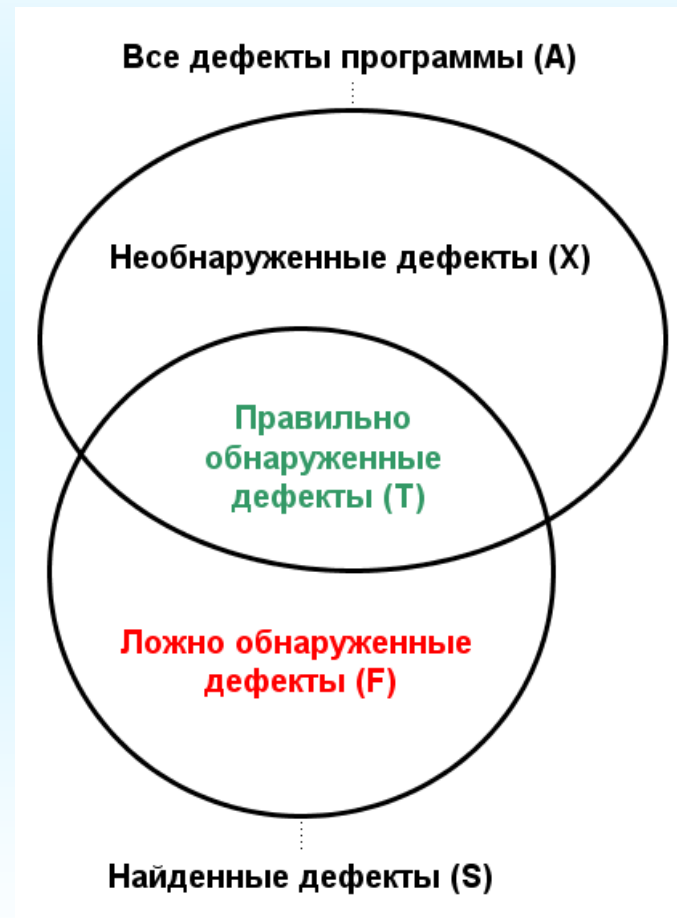 Все дефекты программы (A)
Необнаруженные дефекты (X)
Правильно
обнаруженные
дефекты (T)
Ложно обнаруженные
дефекты (F)
Найденные дефекты (S)